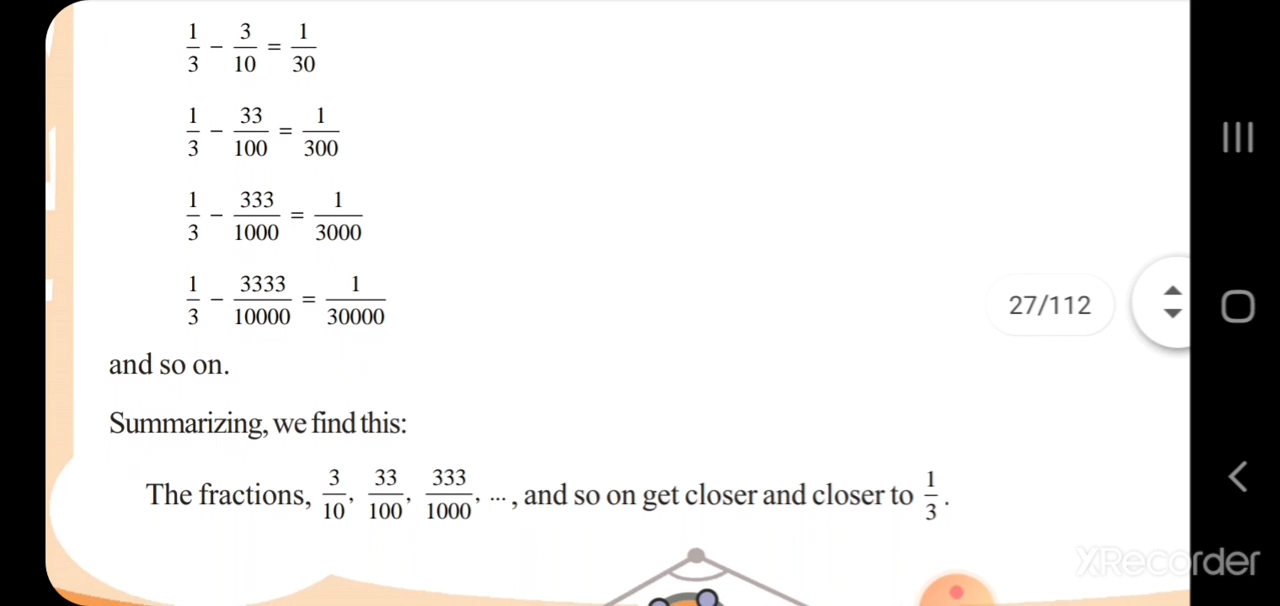 1/3 − 3/10 = 1/30
1/3 − 33/100 = 1/300
1/3 − 333/1000 = 1/3000
1/3 − 3333/10000 = 1/30000
27/112
and so on.
Summarizing, we find this:
The fractions, 3/10, 33/100, 333/1000, ... , and so on get closer and closer to 1/3.
XRecorder